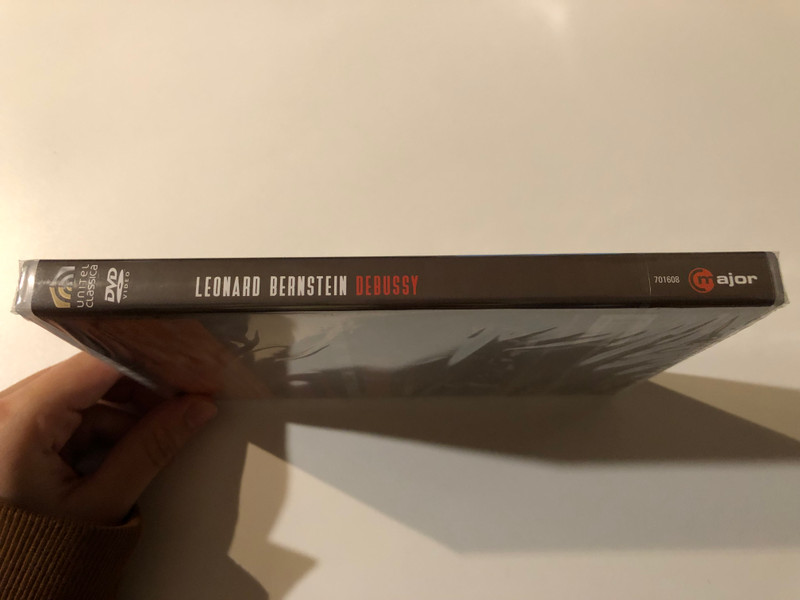 UNITEL
CLASSICA
DVD
VIDEO
LEONARD BERNSTEIN DEBUSSY
701608
major